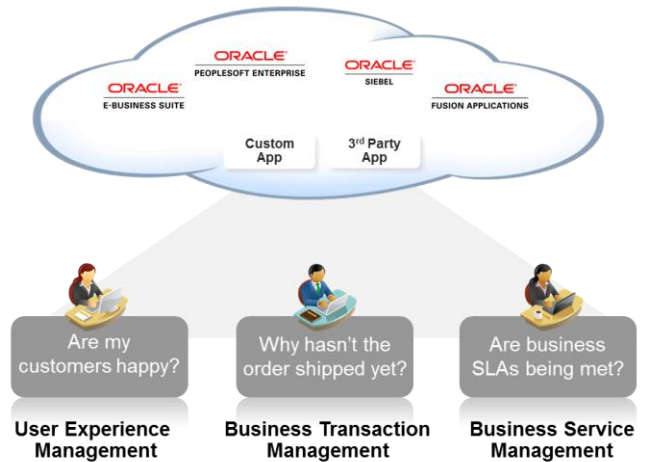 ORACLE®
PEOPLESOFT ENTERPRISE
ORACLE®
SIEBEL
ORACLE®
E-BUSINESS SUITE
ORACLE®
FUSION APPLICATIONS
Custom
App
3rd Party
App
Are my
customers happy?
Why hasn't the
order shipped yet?
Are business
SLAs being met?
User Experience
Management
Business Transaction
Management
Business Service
Management